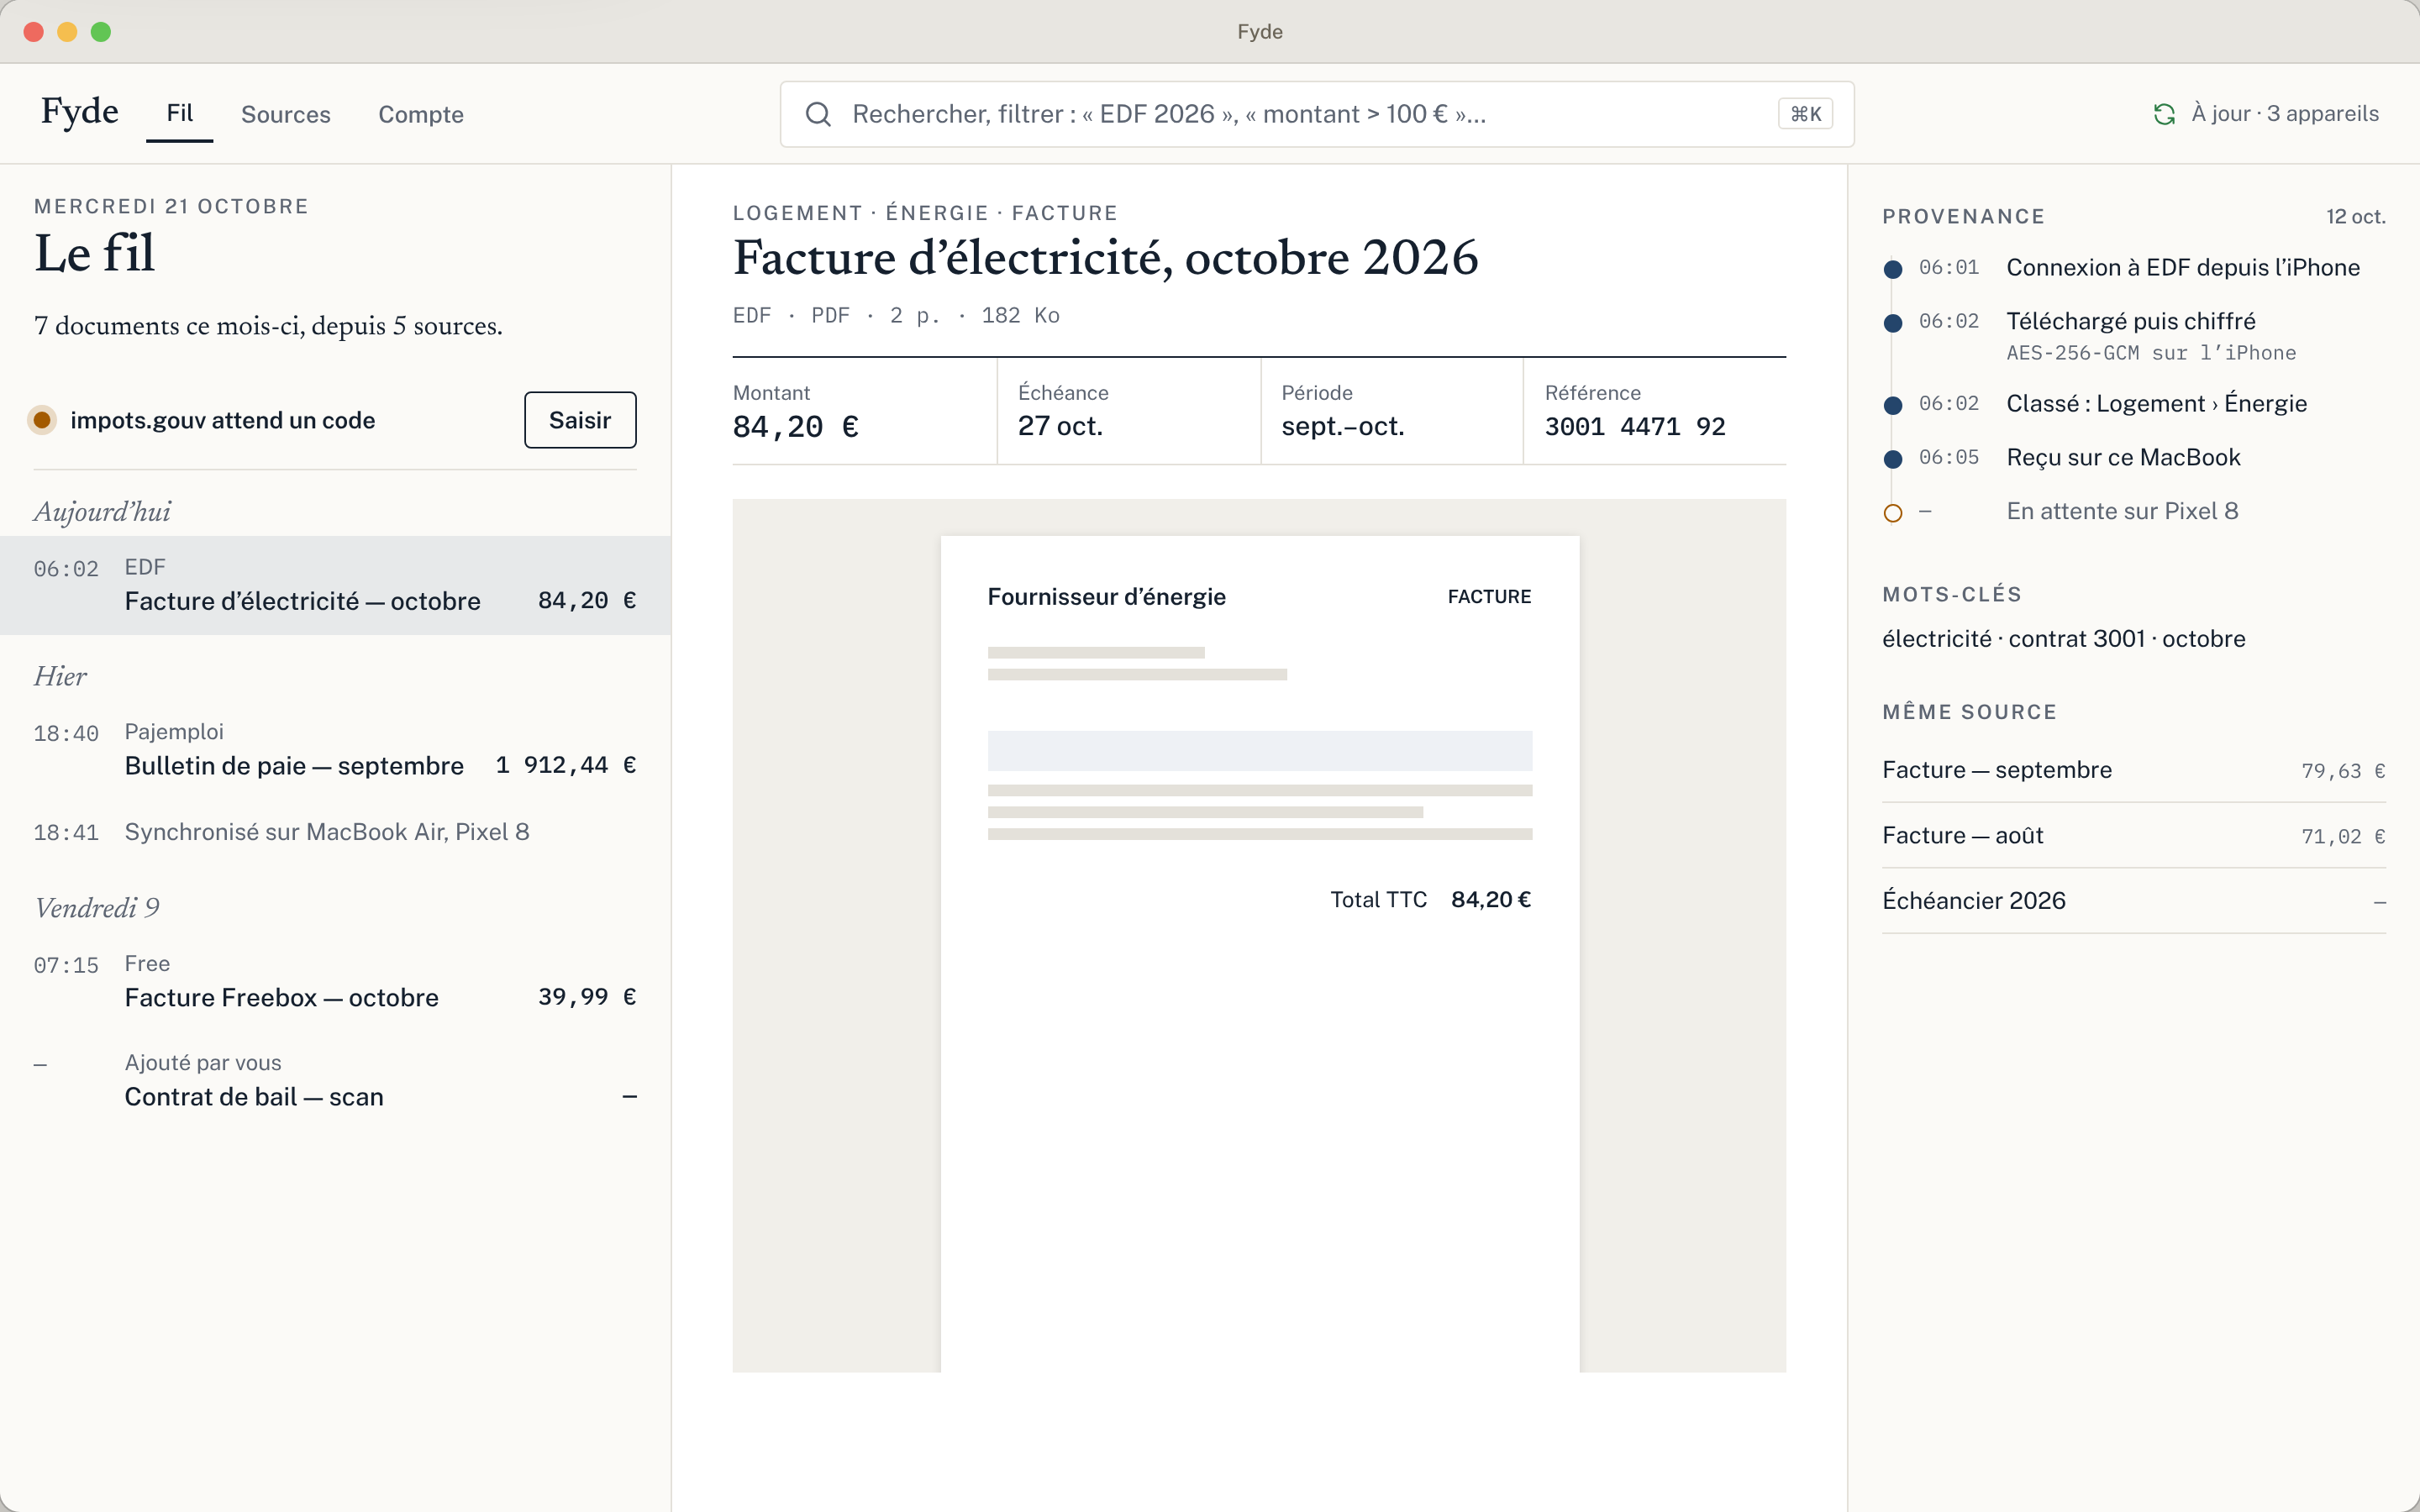 Fyde
Fyde
Fil
Sources
Compte
Rechercher, filtrer : « EDF 2026 », « montant > 100 € »…
⌘K
À jour · 3 appareils
MERCREDI 21 OCTOBRE
Le fil
7 documents ce mois-ci, depuis 5 sources.
impots.gouv attend un code
Saisir
Aujourd’hui
06:02 EDF
Facture d’électricité — octobre 84,20 €
Hier
18:40 Pajemploi
Bulletin de paie — septembre 1 912,44 €
18:41 Synchronisé sur MacBook Air, Pixel 8
Vendredi 9
07:15 Free
Facture Freebox — octobre 39,99 €
– Ajouté par vous
Contrat de bail — scan –
LOGEMENT · ÉNERGIE · FACTURE
Facture d’électricité, octobre 2026
EDF · PDF · 2 p. · 182 Ko
Montant
84,20 €
Échéance
27 oct.
Période
sept.–oct.
Référence
3001 4471 92
Fournisseur d’énergie FACTURE
Total TTC 84,20 €
PROVENANCE 12 oct.
06:01 Connexion à EDF depuis l’iPhone
06:02 Téléchargé puis chiffré
AES-256-GCM sur l’iPhone
06:02 Classé : Logement › Énergie
06:05 Reçu sur ce MacBook
– En attente sur Pixel 8
MOTS-CLÉS
électricité · contrat 3001 · octobre
MÊME SOURCE
Facture — septembre 79,63 €
Facture — août 71,02 €
Échéancier 2026 –